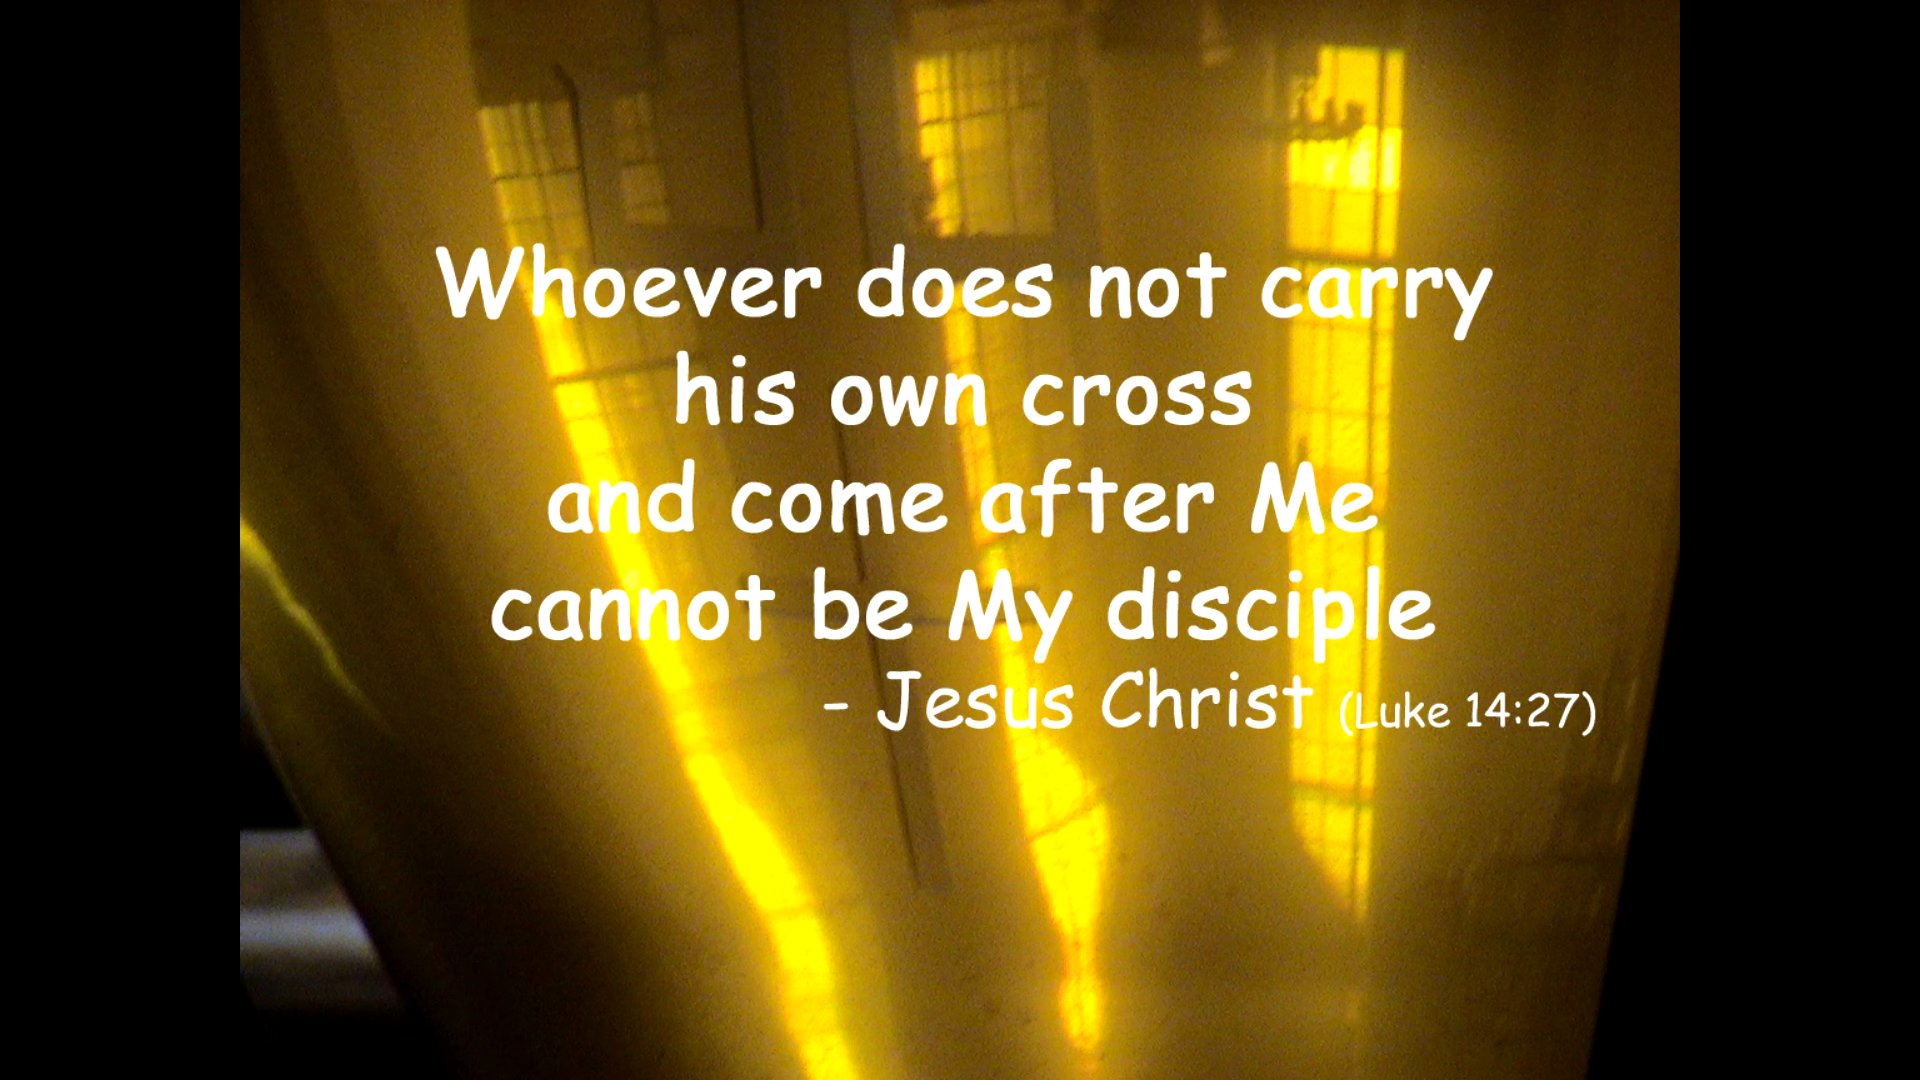 Whoever does not carry
his own cross
and come after Me
cannot be My disciple
- Jesus Christ (Luke 14:27)